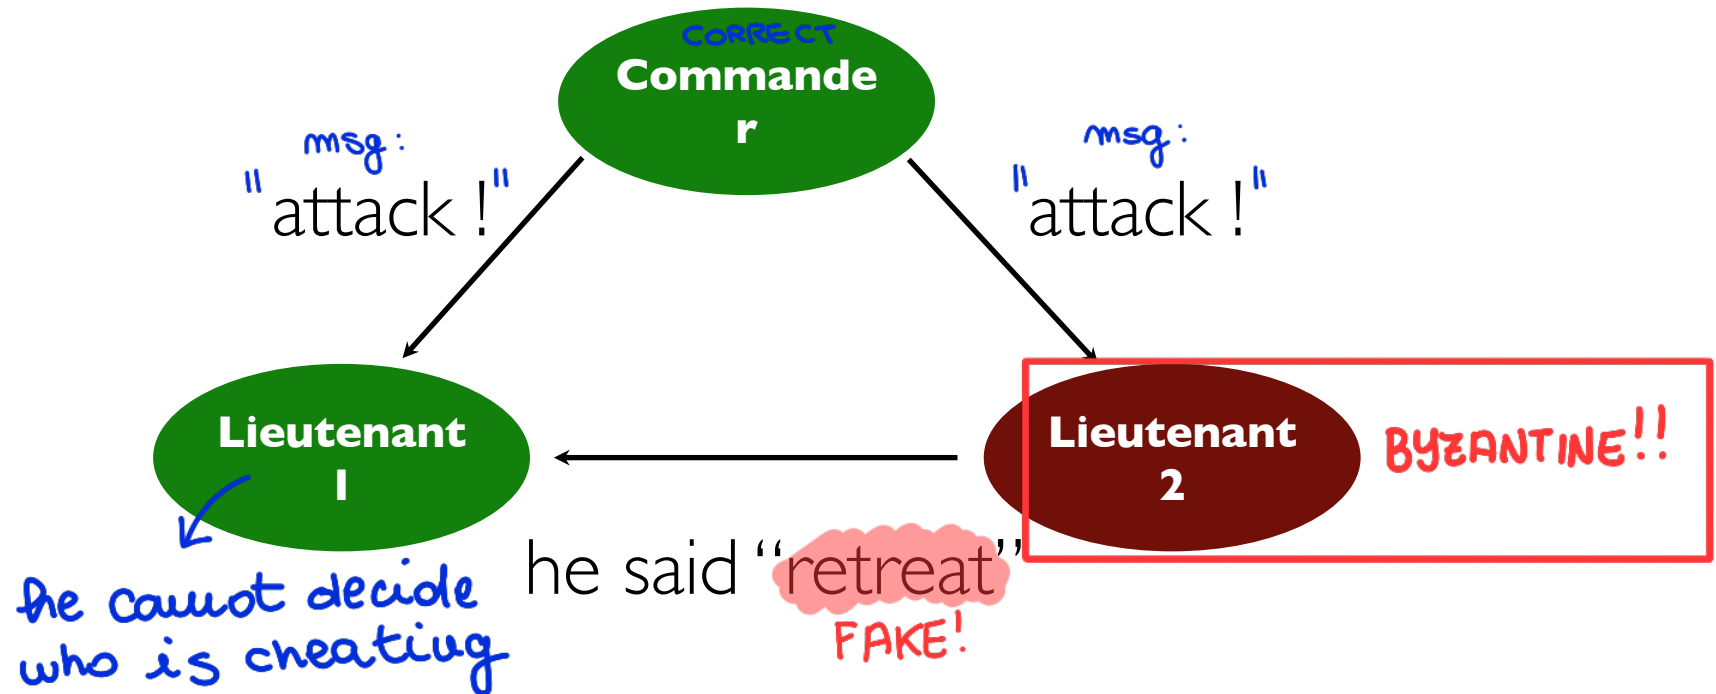 CORRECT
Commande
r
msg:
"attack !"
msg:
"attack !"
Lieutenant
1
Lieutenant
2
BYZANTINE!!
he said “retreat”
FAKE!
he cannot decide
who is cheating